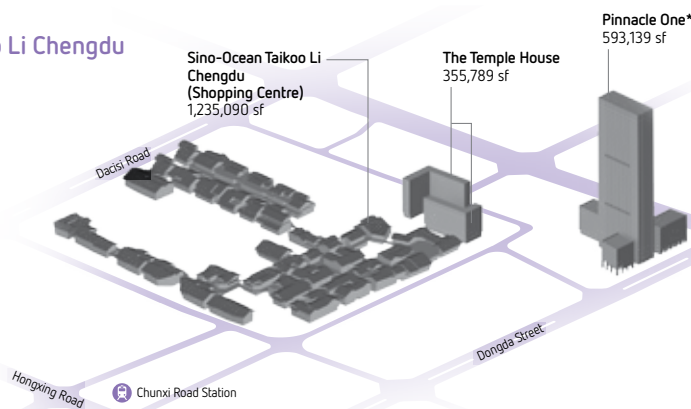 Li Chengdu
Sino-Ocean Taikoo Li
Chengdu
(Shopping Centre)
1,235,090 sf
The Temple House
355,789 sf
Pinnacle One*
593,139 sf
Dacisi Road
Dongda Street
Hongxing Road
Chunxi Road Station